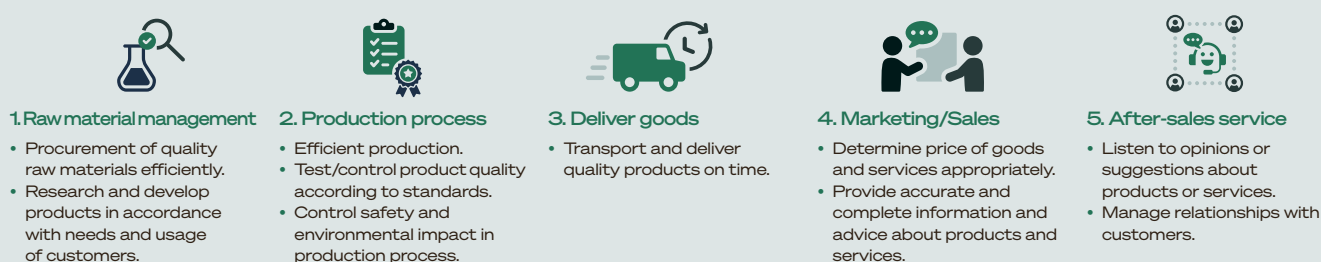 1. Raw material management
• Procurement of quality
raw materials efficiently.
• Research and develop
products in accordance
with needs and usage
of customers.
2. Production process
• Efficient production.
• Test/control product quality
according to standards.
• Control safety and
environmental impact in
production process.
3. Deliver goods
• Transport and deliver
quality products on time.
4. Marketing/Sales
• Determine price of goods
and services appropriately.
• Provide accurate and
complete information and
advice about products and
services.
5. After-sales service
• Listen to opinions or
suggestions about
products or services.
• Manage relationships with
customers.